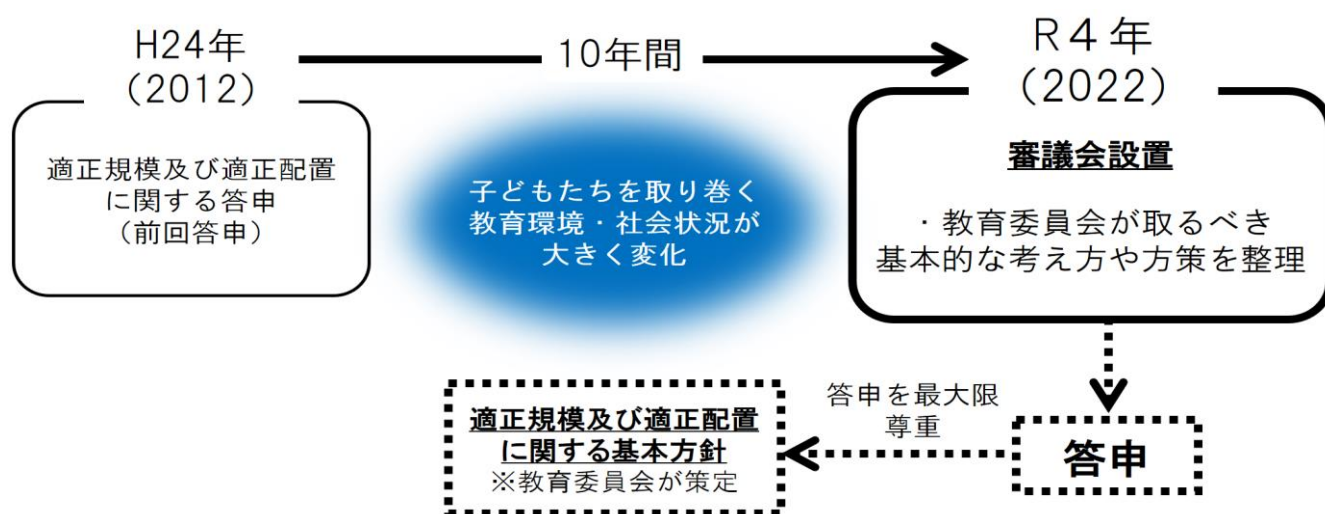 H24年
(2012)
10年間
R4年
(2022)
適正規模及び適正配置
に関する答申
(前回答申)
子どもたちを取り巻く
教育環境・社会状況が
大きく変化
審議会設置
・教育委員会が取るべき
基本的な考え方や方策を整理
答申を最大限
尊重
答申
適正規模及び適正配置
に関する基本方針
※教育委員会が策定